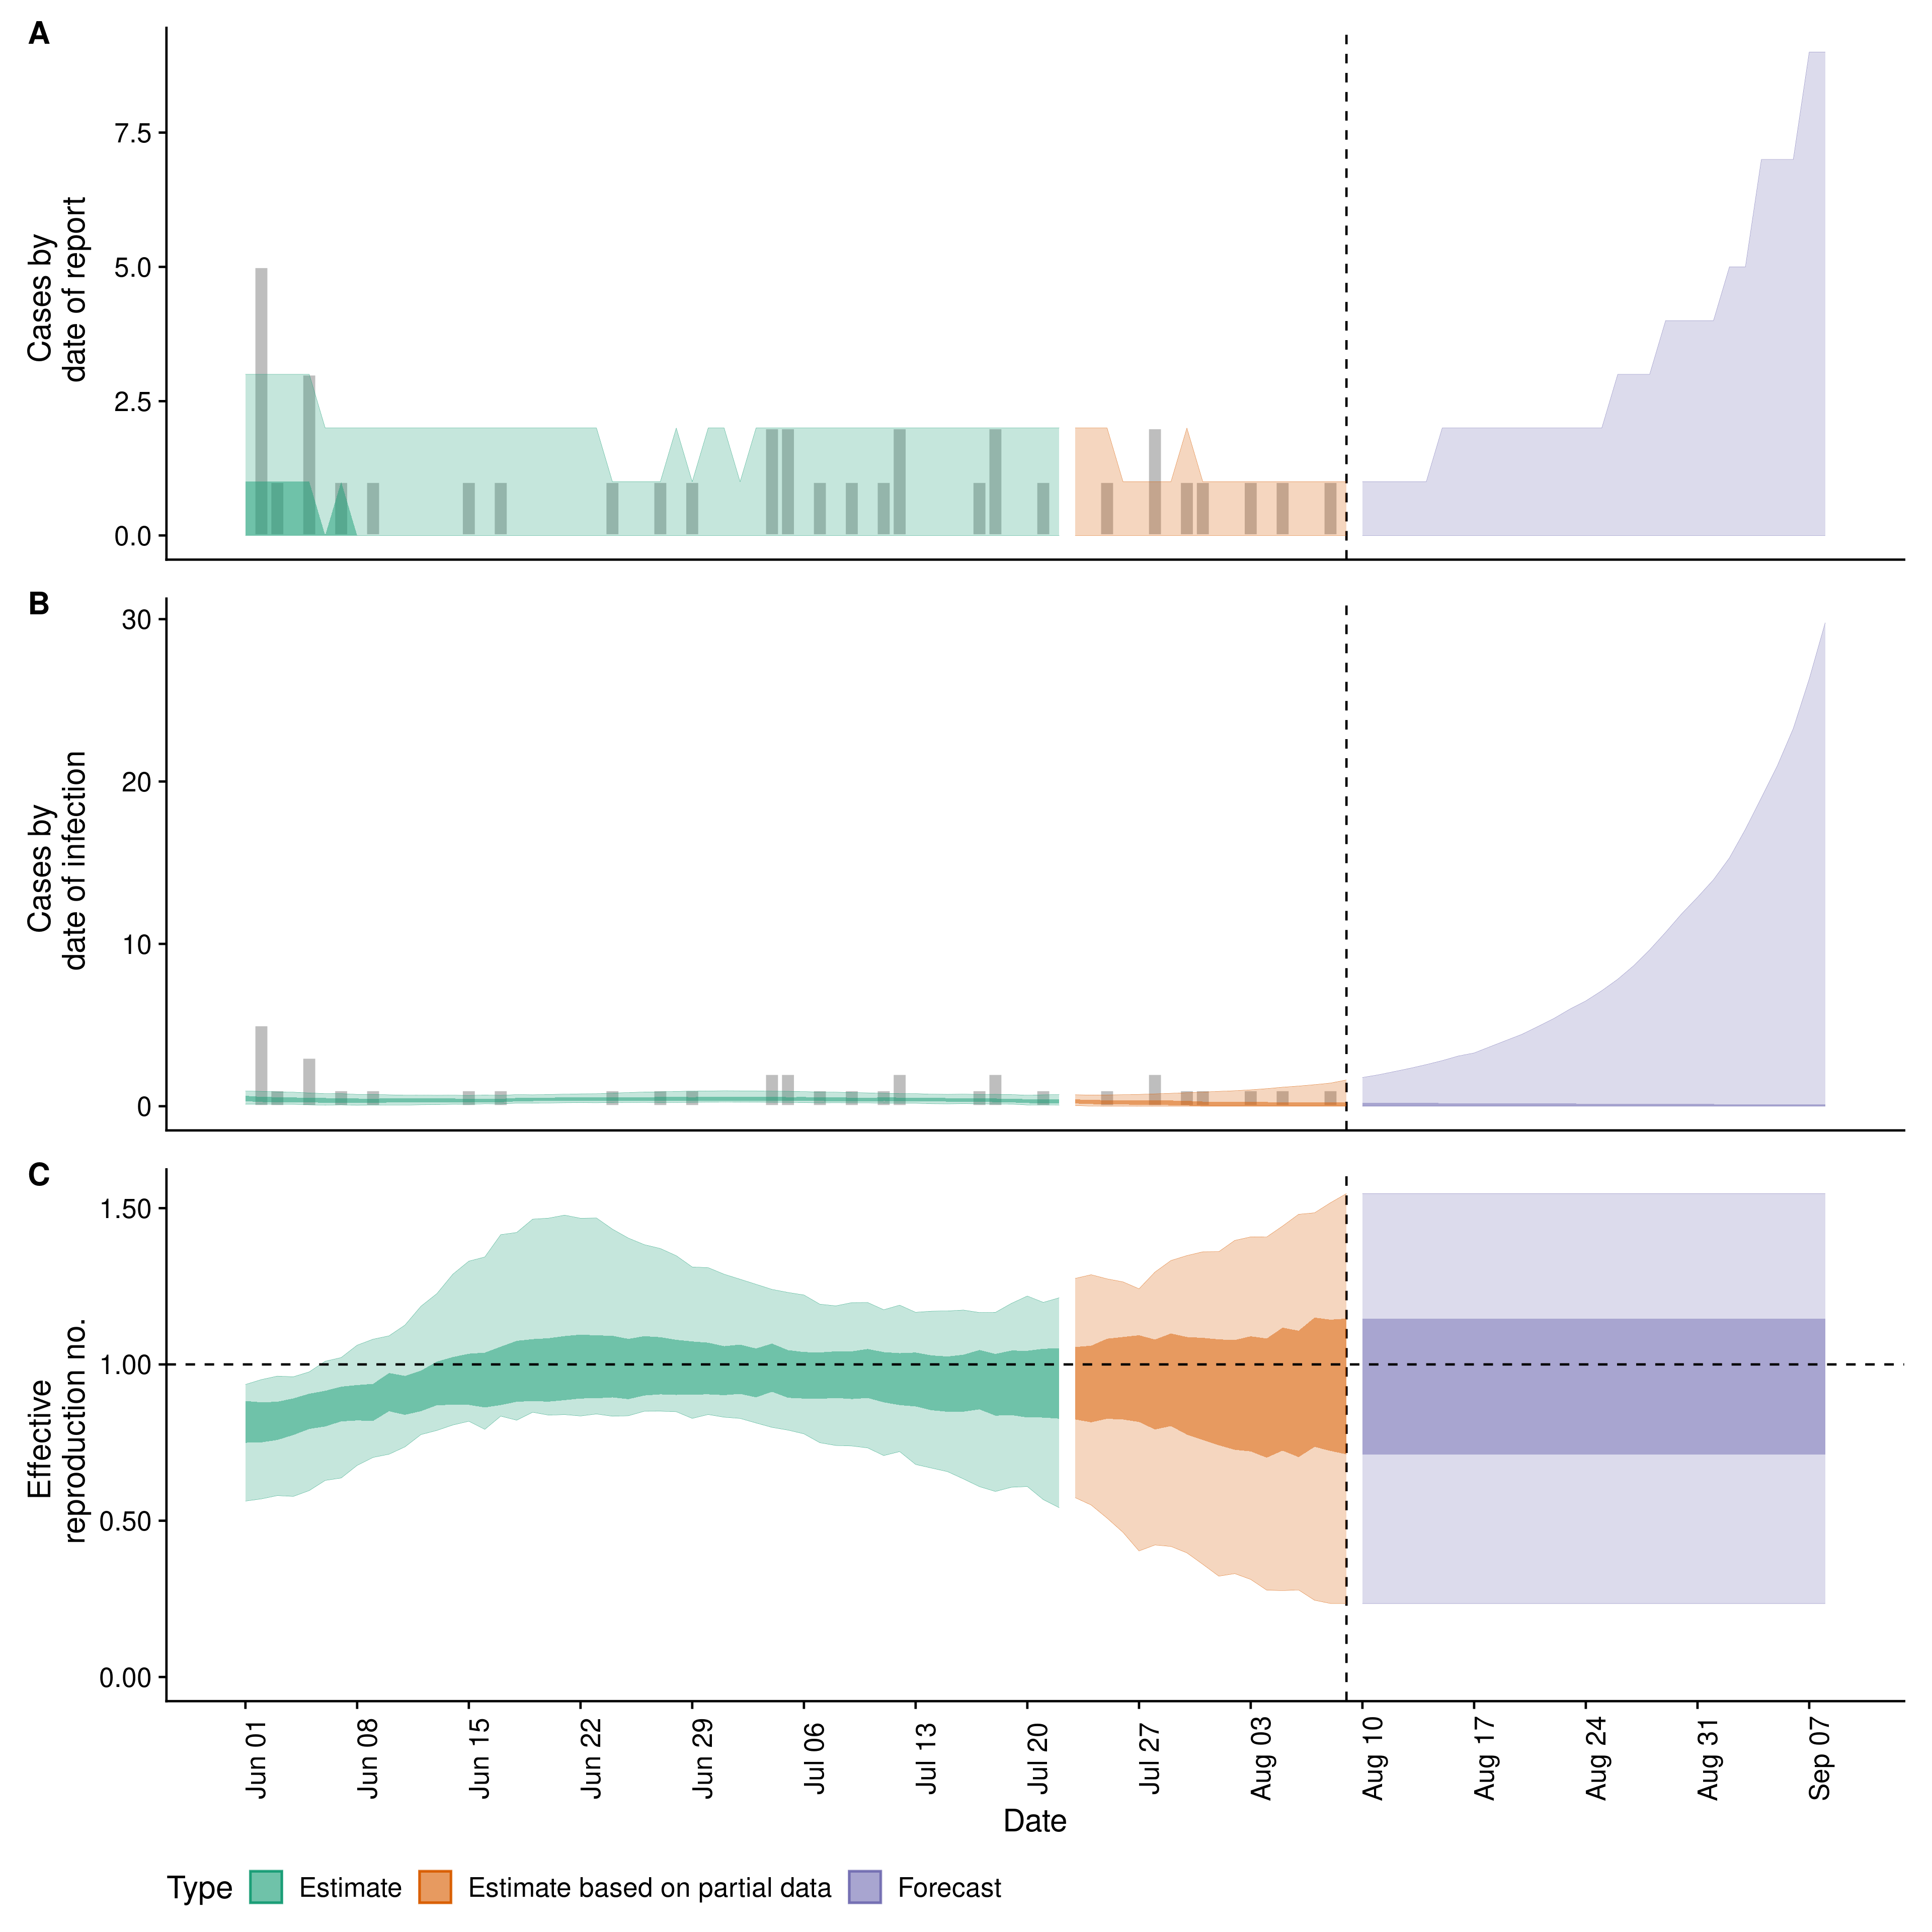 A
Cases by
date of report
7.5
5.0
2.5
0.0
B
Cases by
date of infection
30
20
10
0
C
Effective
reproduction no.
1.50
1.00
0.50
0.00
Jun 01
Jun 08
Jun 15
Jun 22
Jun 29
Jul 06
Jul 13
Jul 20
Jul 27
Aug 03
Aug 10
Aug 17
Aug 24
Aug 31
Sep 07
Date
Type Estimate Estimate based on partial data Forecast